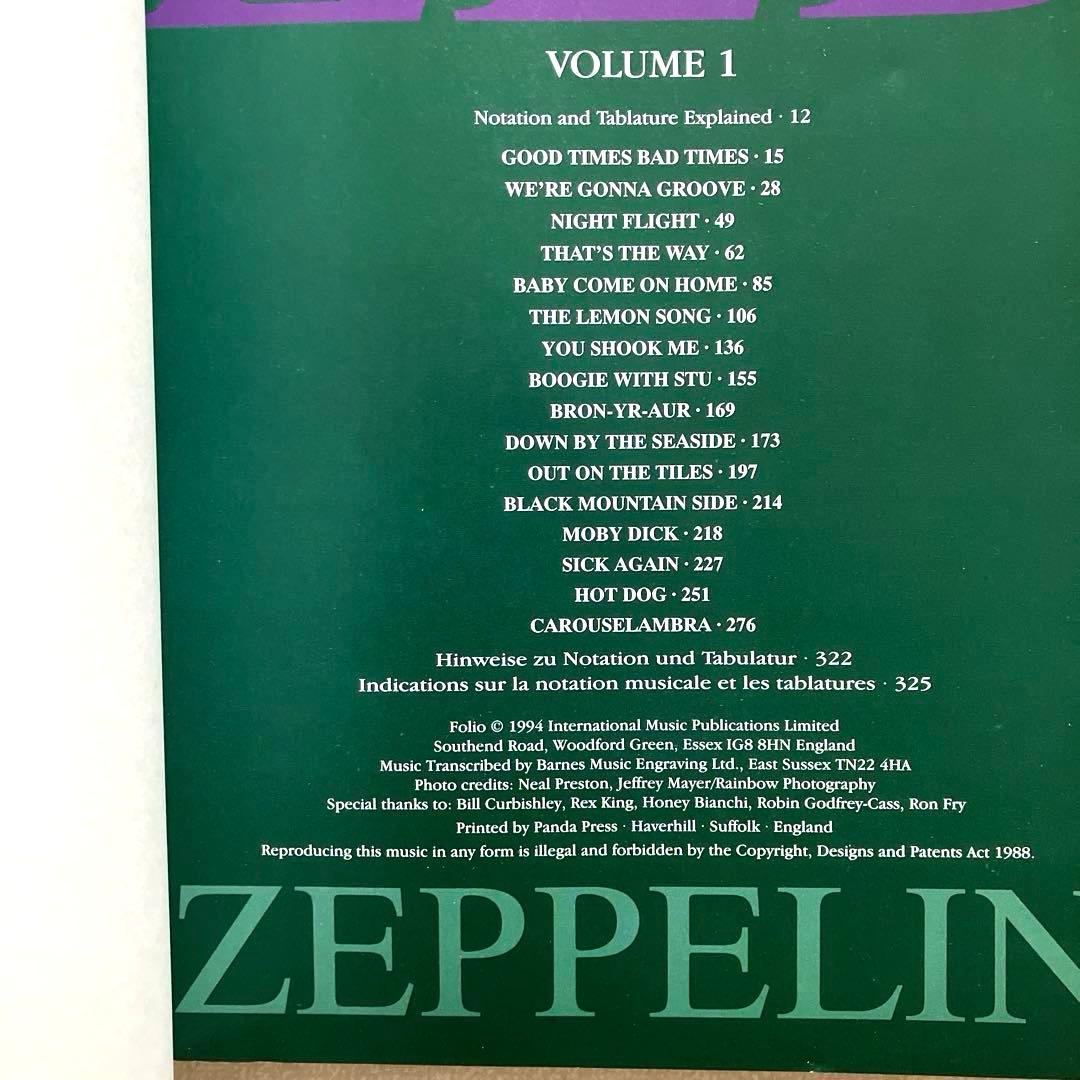 VOLUME 1
Notation and Tablature Explained · 12
GOOD TIMES BAD TIMES · 15
WE'RE GONNA GROOVE · 28
NIGHT FLIGHT · 49
THAT'S THE WAY · 62
BABY COME ON HOME · 85
THE LEMON SONG · 106
YOU SHOOK ME · 136
BOOGIE WITH STU · 155
BRON-YR-AUR · 169
DOWN BY THE SEASIDE · 173
OUT ON THE TILES · 197
BLACK MOUNTAIN SIDE · 214
MOBY DICK · 218
SICK AGAIN · 227
HOT DOG · 251
CAROUSELAMBRA · 276
Hinweise zu Notation und Tabulatur · 322
Indications sur la notation musicale et les tablatures · 325
Folio © 1994 International Music Publications Limited
Southend Road, Woodford Green, Essex IG8 8HN England
Music Transcribed by Barnes Music Engraving Ltd., East Sussex TN22 4HA
Photo credits: Neal Preston, Jeffrey Mayer/Rainbow Photography
Special thanks to: Bill Curbishley, Rex King, Honey Bianchi, Robin Godfrey-Cass, Ron Fry
Printed by Panda Press · Haverhill · Suffolk · England
Reproducing this music in any form is illegal and forbidden by the Copyright, Designs and Patents Act 1988.
ZEPPELIN